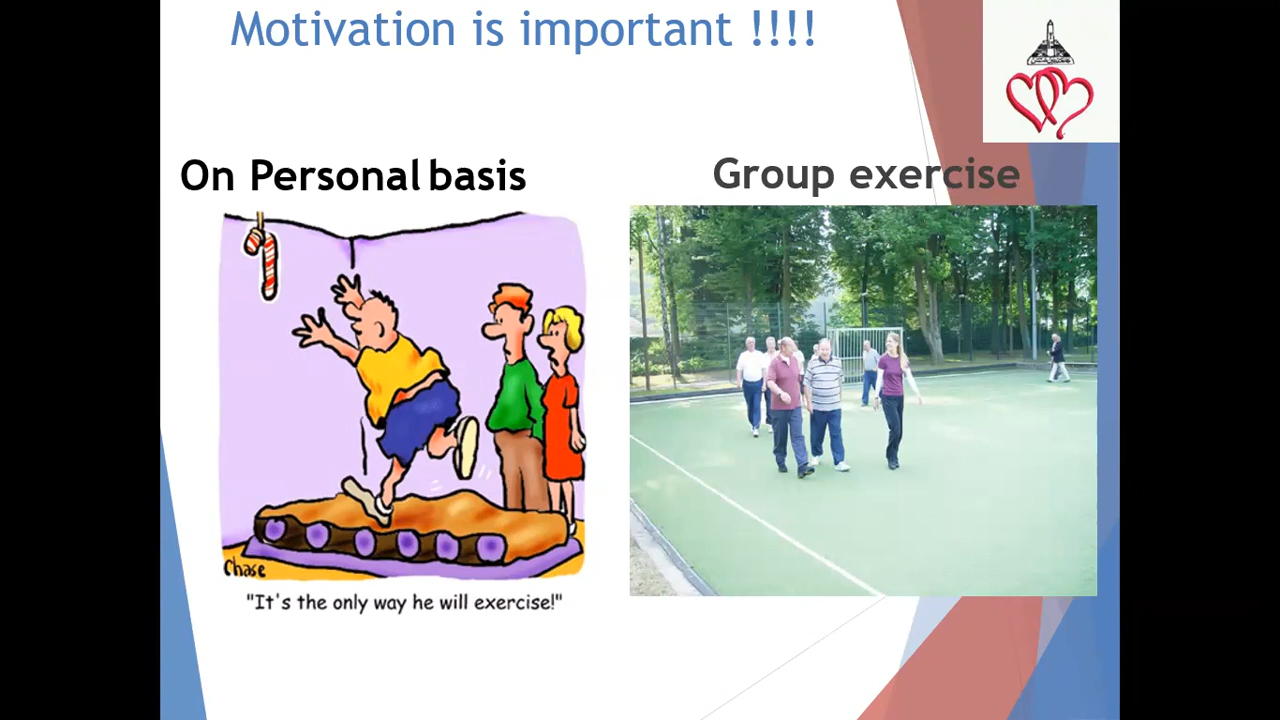 Motivation is important !!!!
On Personal basis
Group exercise
Chase
"It's the only way he will exercise!"